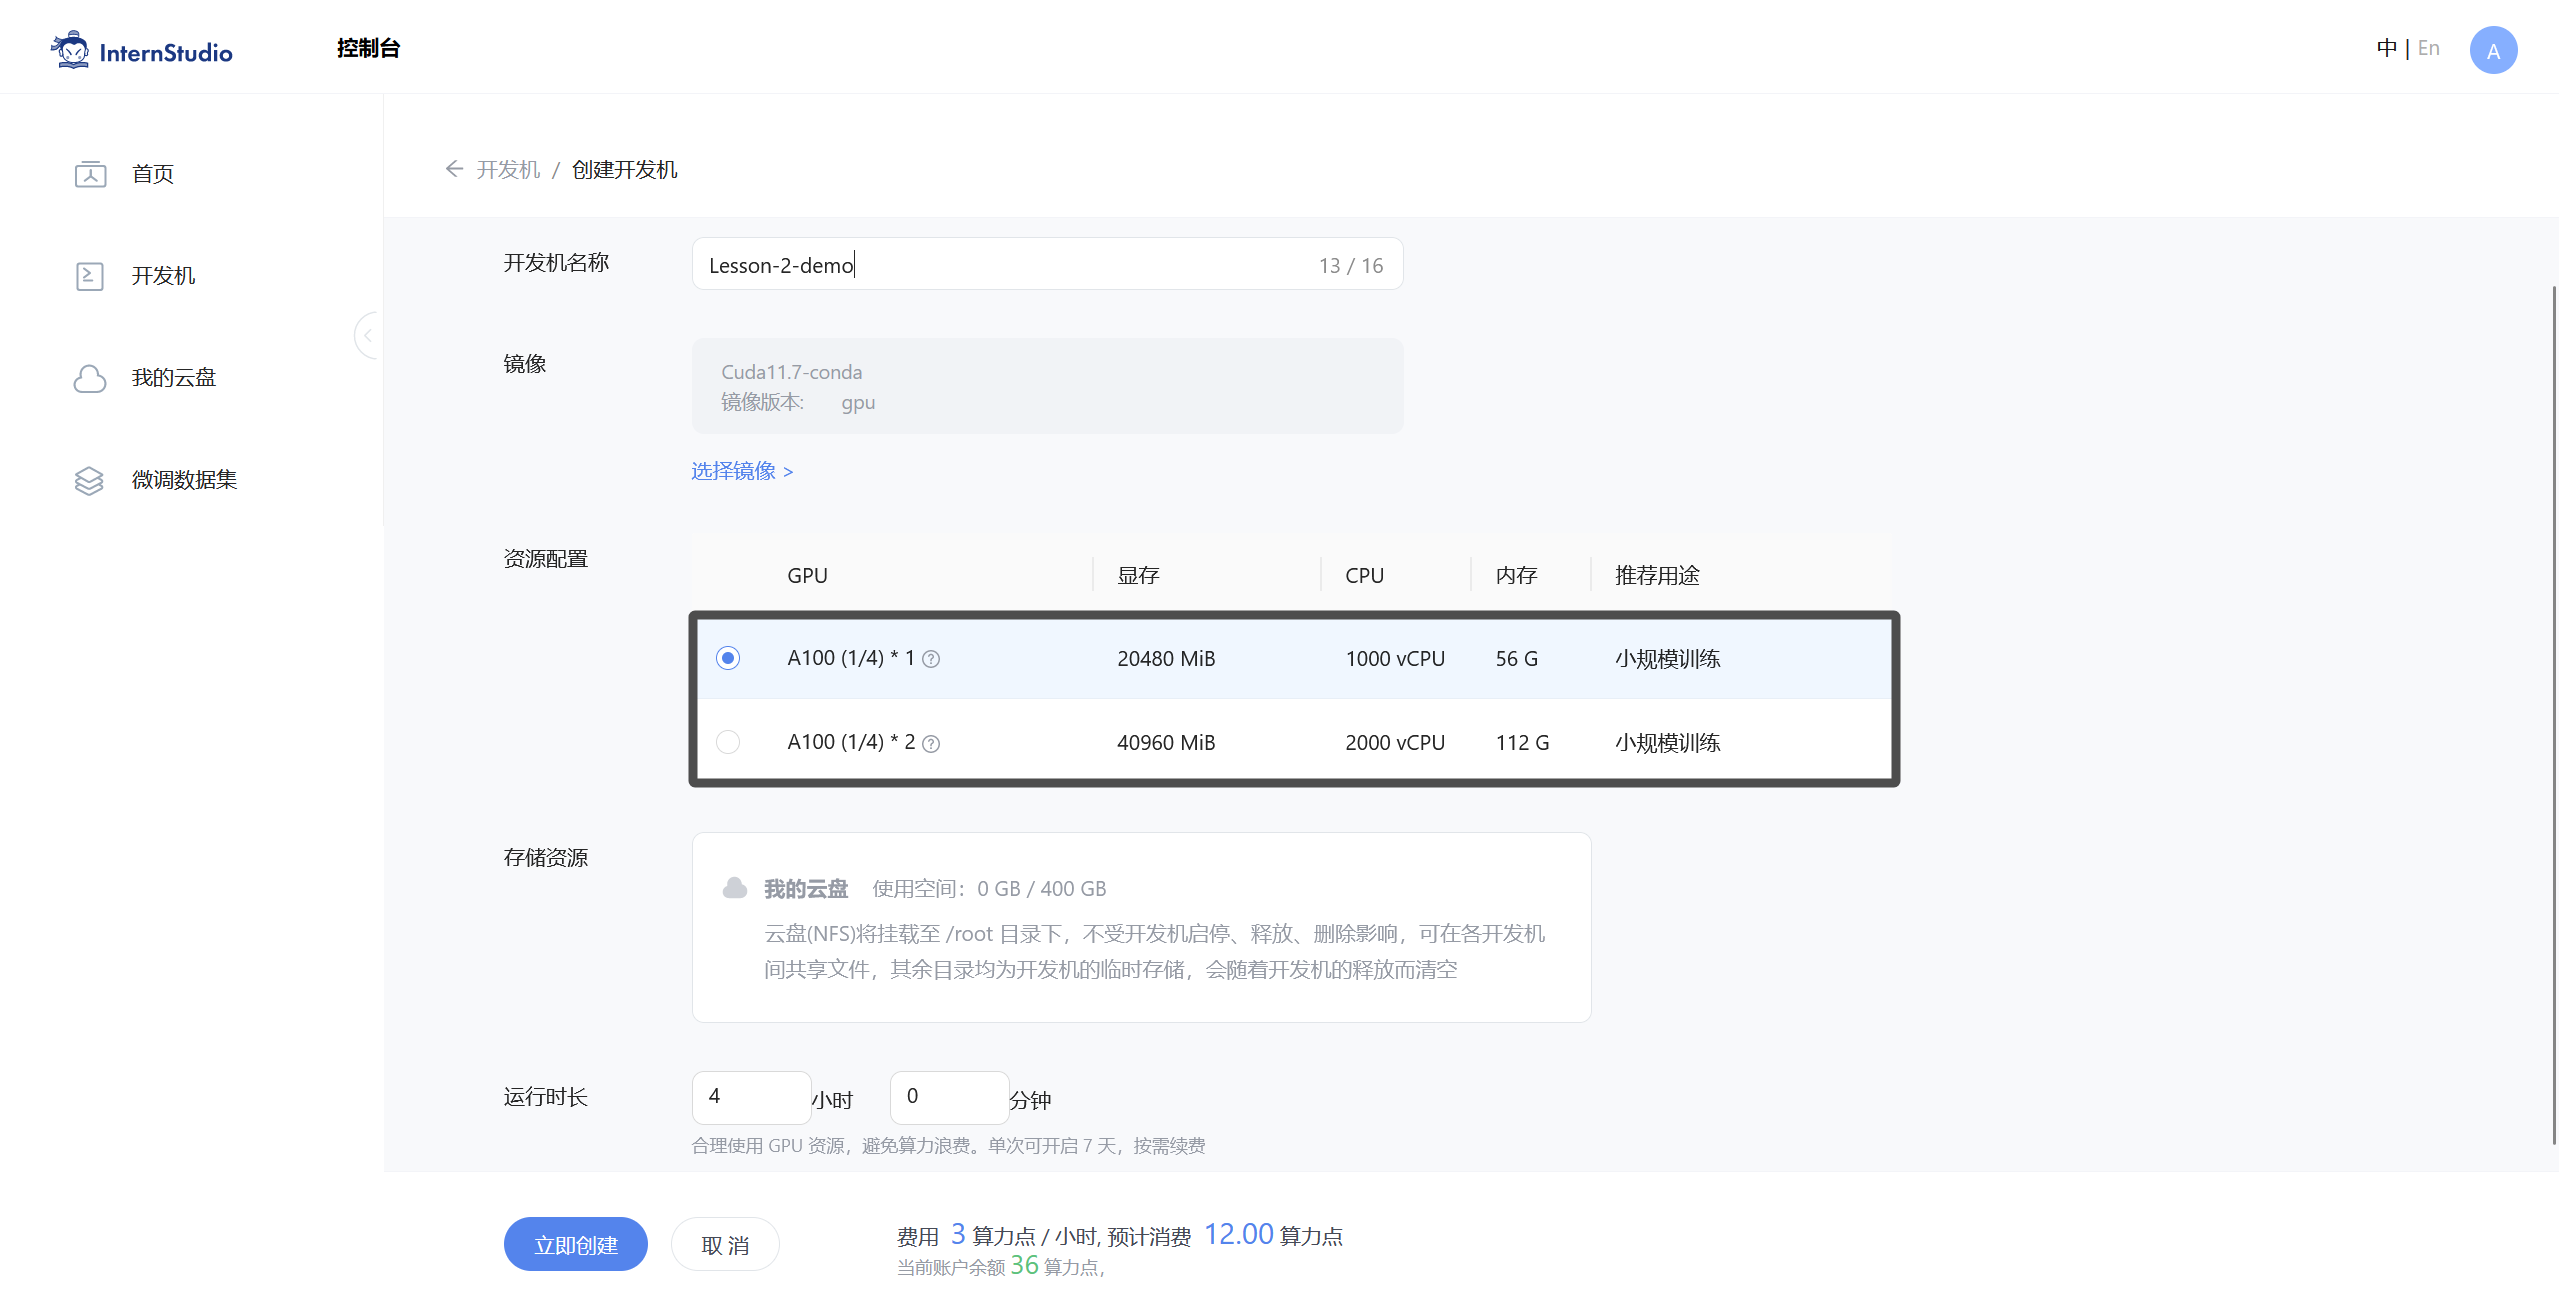 InternStudio
控制台
中 | En
A
首页
开发机
我的云盘
微调数据集
开发机 / 创建开发机
开发机名称
Lesson-2-demo
13 / 16
镜像
Cuda11.7-conda
镜像版本: gpu
选择镜像 >
资源配置
GPU 显存 CPU 内存 推荐用途
A100 (1/4) * 1 ? 20480 MiB 1000 vCPU 56 G 小规模训练
A100 (1/4) * 2 ? 40960 MiB 2000 vCPU 112 G 小规模训练
存储资源
我的云盘 使用空间：0 GB / 400 GB
云盘(NFS)将挂载至 /root 目录下，不受开发机启停、释放、删除影响，可在各开发机
间共享文件，其余目录均为开发机的临时存储，会随着开发机的释放而清空
运行时长
4 小时 0 分钟
合理使用 GPU 资源，避免算力浪费。单次可开启 7 天，按需续费
立即创建
取 消
费用 3 算力点 / 小时, 预计消费 12.00 算力点
当前账户余额 36 算力点，